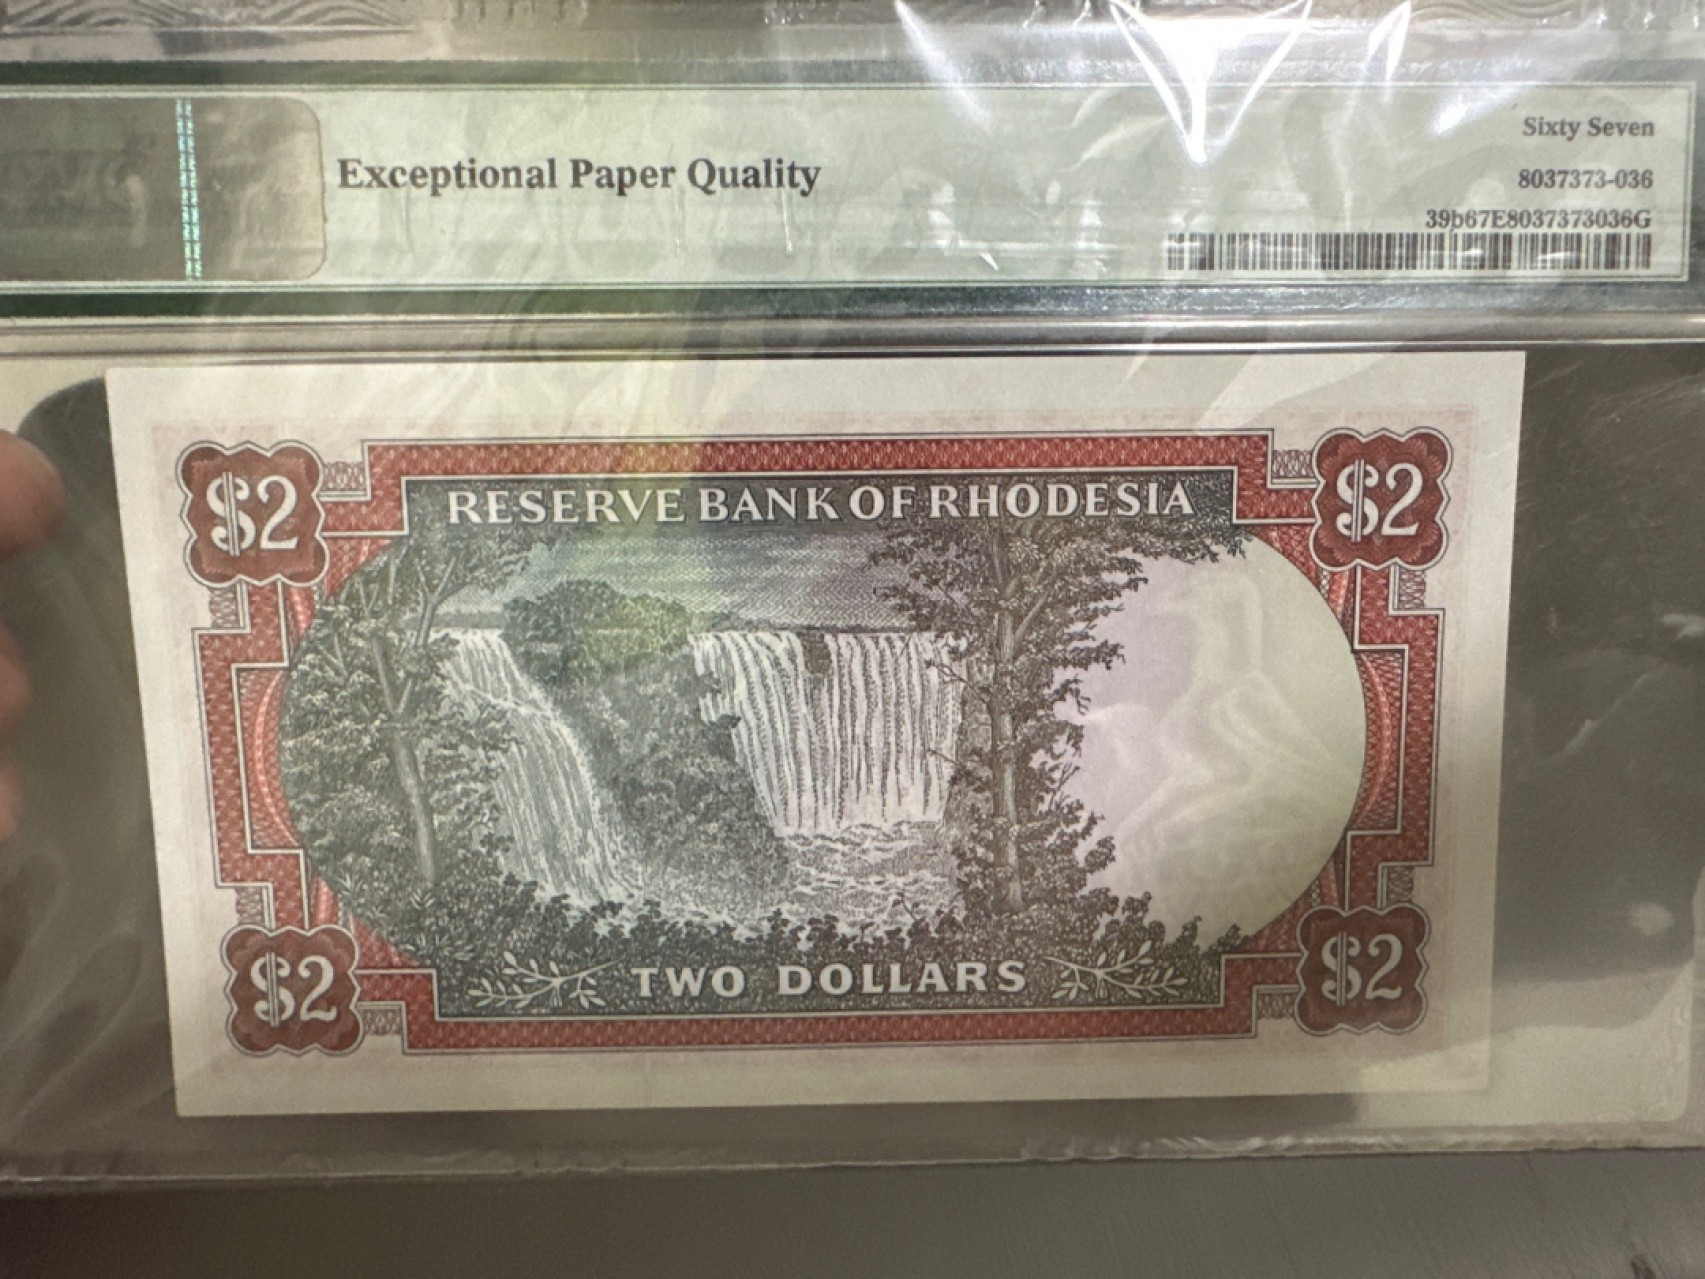 Sixty Seven
Exceptional Paper Quality
8037373-036
39b67E8037373036G
$2
$2
RESERVE BANK OF RHODESIA
$2
TWO DOLLARS
$2